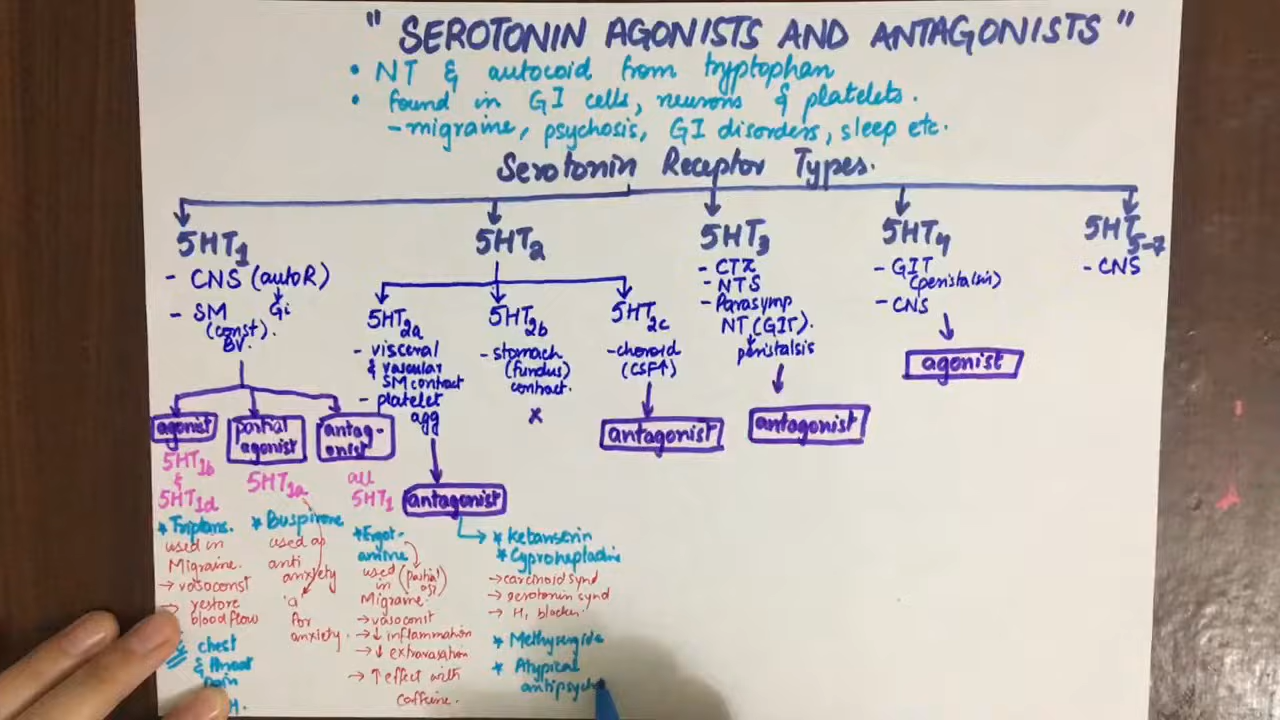 " SEROTONIN AGONISTS AND ANTAGONISTS "
• NT & autocoid from tryptophan
• found in GI cells, neurons & platelets.
- migraine, psychosis, GI disorders, sleep etc.
Serotonin Receptor Types.
5HT1
- CNS (autoR)
Gi
- SM
(const).
BV.
agonist
5HT1b
&
5HT1d
* Triptans.
used in
Migraine.
→ vasoconst
→ restore
blood flow
chest
& throat
pain
H.
partial
agonist
5HT1a
* Buspirone
used as
anti
anxiety
'a'
for
anxiety.
antag-
onist
all
5HT1
* Ergot-
amine
used (partial
in ag)
Migraine.
→ vasoconst
→ ↓ inflammation
→ ↓ extravasation
→ ↑ effect with
caffeine.
5HT2
5HT2a
- visceral
& vascular
SM contract
- platelet
agg
antagonist
* Ketanserin
* Cyproheptadine
→ carcinoid synd
→ serotonin synd
→ H1 blocker.
* Methysergide
* Atypical
antipsych
5HT2b
- stomach
(fundus)
contract.
x
5HT2c
- choroid
(CSF↑)
antagonist
5HT3
- CTZ
- NTS
- Parasymp
NT (GIT).
peristalsis
antagonist
5HT4
- GIT
(peristalsis)
- CNS
agonist
5HT5-7
- CNS